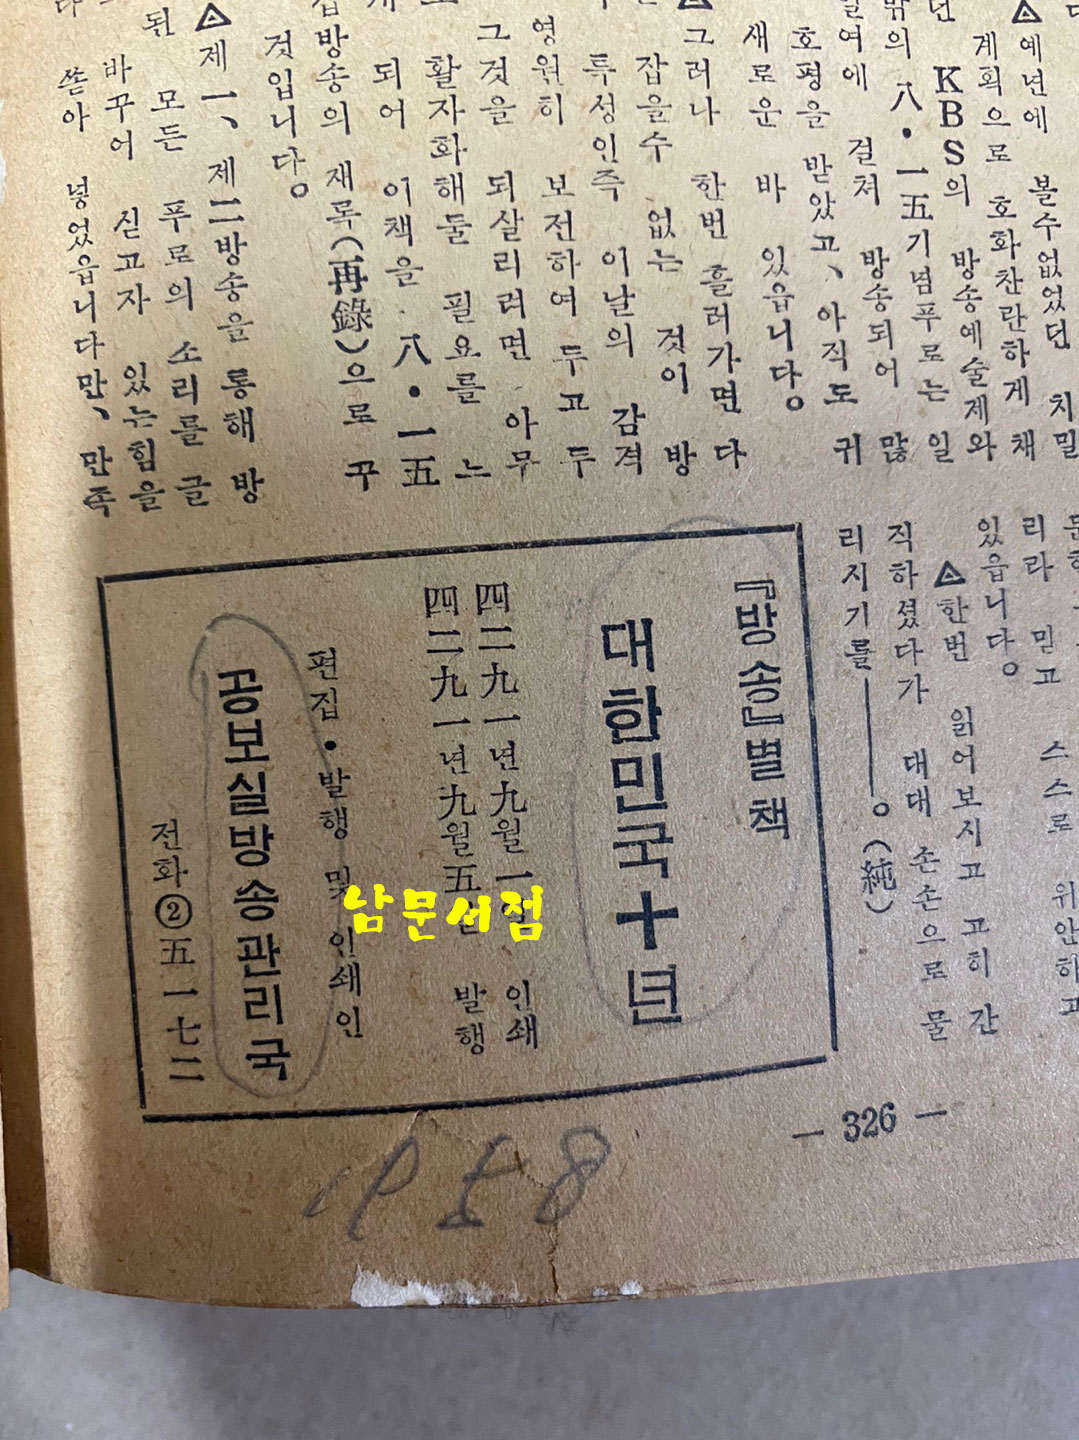 △예년에 볼수없었던 치밀
계획으로 호화찬란하게 채
던 KBS의 방송예술제와
밖의 八・一五기념푸로는 일
일여에 걸쳐 방송되어 많
호평을 받았고、아직도 귀
새로운 바 있읍니다。
△그러나 한번 흘러가면 다
잡을수 없는 것이 방
특성인즉 이날의 감격
영원히 보전하여 두고 두
그것을 되살리려면 아무
활자화해둘 필요를 느
되어 이책을 八・一五
집방송의 재록(再錄)으로 꾸
것입니다。
△제一、제二방송을 통해 방
된 모든 푸로의 소리를 글
바꾸어 싣고자 있는힘을
쏟아 넣었읍니다만、만족
리라 믿고 스스로 위안하고
있읍니다。
△한번 읽어보시고 고히 간
직하셨다가 대대 손손으로 물
리지기를――。(純)
『방송』별책
대한민국十년
四二九一년九월一일 인쇄
四二九一년九월五일 발행
편집・발행 및 인쇄인
공보실방송관리국
전화②五一七二
남문서점
— 326 —
1958